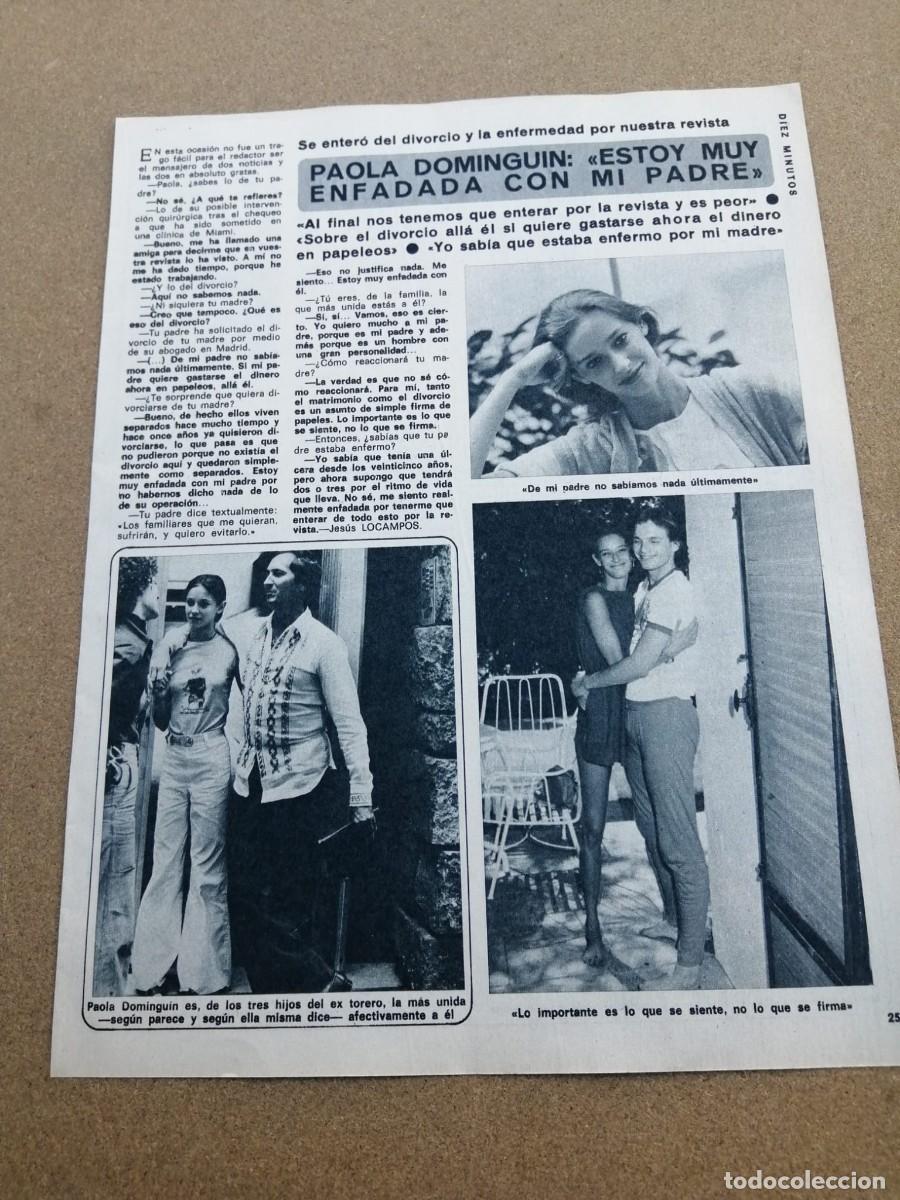 Se enteró del divorcio y la enfermedad por nuestra revista
PAOLA DOMINGUIN: «ESTOY MUY
ENFADADA CON MI PADRE»
DIEZ MINUTOS
«Al final nos tenemos que enterar por la revista y es peor» ●
«Sobre el divorcio allá él si quiere gastarse ahora el dinero
en papeleos» ● «Yo sabía que estaba enfermo por mi madre»
EN esta ocasión no fue un tra-
go fácil para el redactor ser
el mensajero de dos noticias y
las dos en absoluto gratas.
—Paola, ¿sabes lo de tu pa-
dre?
—No sé. ¿A qué te refieres?
—Lo de su posible interven-
ción quirúrgica tras el chequeo
a que ha sido sometido en
una clínica de Miami.
—Bueno, me ha llamado una
amiga para decirme que en vues-
tra revista lo ha visto. A mí no
me ha dado tiempo, porque he
estado trabajando.
—¿Y lo del divorcio?
—Aquí no sabemos nada.
—¿Ni siquiera tu madre?
—Creo que tampoco. ¿Qué es
eso del divorcio?
—Tu padre ha solicitado el di-
vorcio de tu madre por medio
de su abogado en Madrid.
—(...) De mi padre no sabía-
mos nada últimamente. Si mi pa-
dre quiere gastarse el dinero
ahora en papeleos, allá él.
—¿Te sorprende que quiera di-
vorciarse de tu madre?
—Bueno, de hecho ellos viven
separados hace mucho tiempo y
hace once años ya quisieron di-
vorciarse, lo que pasa es que
no pudieron porque no existía el
divorcio aquí y quedaron simple-
mente como separados. Estoy
muy enfadada con mi padre por
no habernos dicho nada de lo
de su operación...
—Tu padre dice textualmente:
«Los familiares que me quieran,
sufrirán, y quiero evitarlo.»
—Eso no justifica nada. Me
siento... Estoy muy enfadada con
él.
—¿Tú eres, de la familia, la
que más unida estás a él?
—Sí, sí... Vamos, eso es cier-
to. Yo quiero mucho a mi pa-
dre, porque es mi padre y ade-
más porque es un hombre con
una gran personalidad...
—¿Cómo reaccionará tu ma-
dre?
—La verdad es que no sé có-
mo reaccionará. Para mí, tanto
el matrimonio como el divorcio
es un asunto de simple firma de
papeles. Lo importante es lo que
se siente, no lo que se firma.
—Entonces, ¿sabías que tu pa
dre estaba enfermo?
—Yo sabía que tenía una úl-
cera desde los veinticinco años,
pero ahora supongo que tendrá
dos o tres por el ritmo de vida
que lleva. No sé, me siento real-
mente enfadada por tenerme que
enterar de todo esto por la re-
vista.—Jesús LOCAMPOS.
«De mi padre no sabíamos nada últimamente»
Paola Dominguín es, de los tres hijos del ex torero, la más unida
—según parece y según ella misma dice— afectivamente a él
«Lo importante es lo que se siente, no lo que se firma»
25
todocoleccion